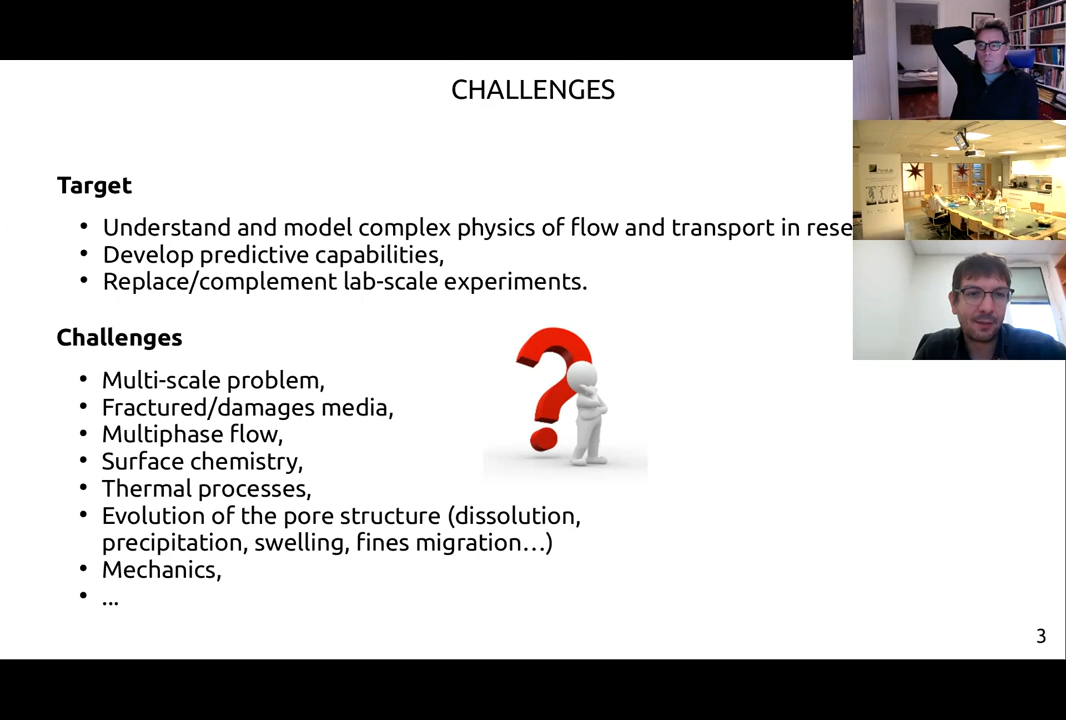 CHALLENGES
Target
• Understand and model complex physics of flow and transport in rese
• Develop predictive capabilities,
• Replace/complement lab-scale experiments.
Challenges
• Multi-scale problem,
• Fractured/damages media,
• Multiphase flow,
• Surface chemistry,
• Thermal processes,
• Evolution of the pore structure (dissolution,
precipitation, swelling, fines migration…)
• Mechanics,
• ...
3